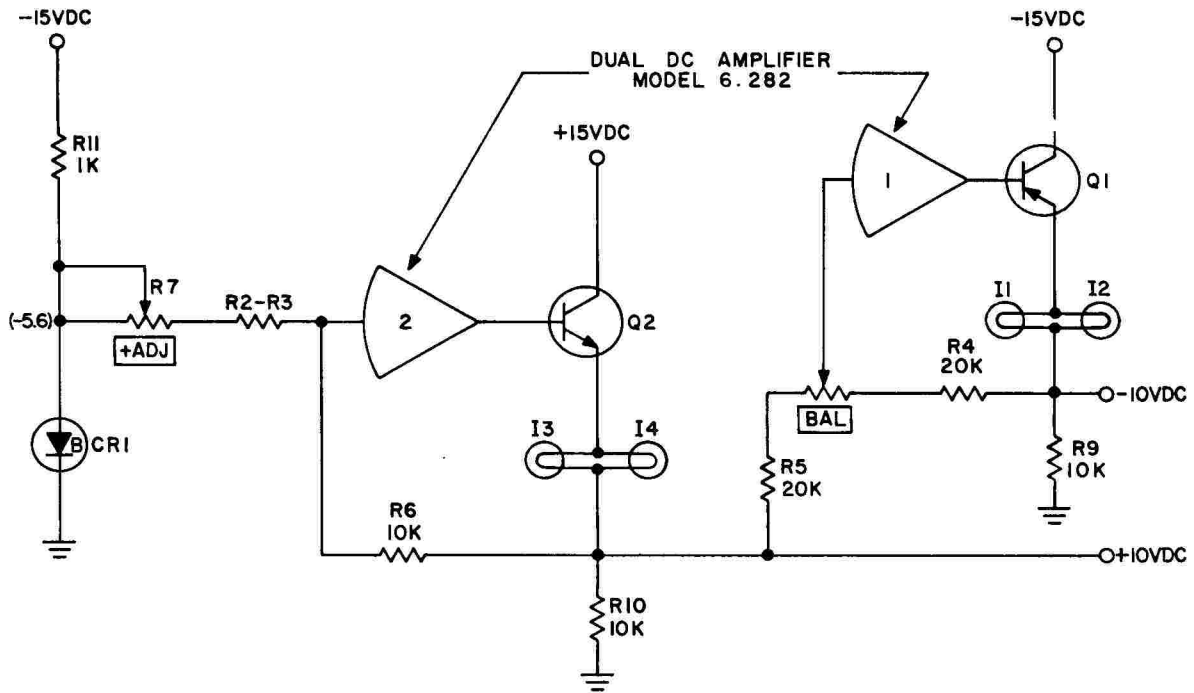 -15VDC
-15VDC
DUAL DC AMPLIFIER
MODEL 6.282
R11
1K
+15VDC
1
Q1
R7
R2-R3
I1
I2
(-5.6)
2
Q2
+ADJ
R4
20K
-10VDC
BAL
B
CR1
I3
I4
R5
20K
R9
10K
R6
10K
+10VDC
R10
10K